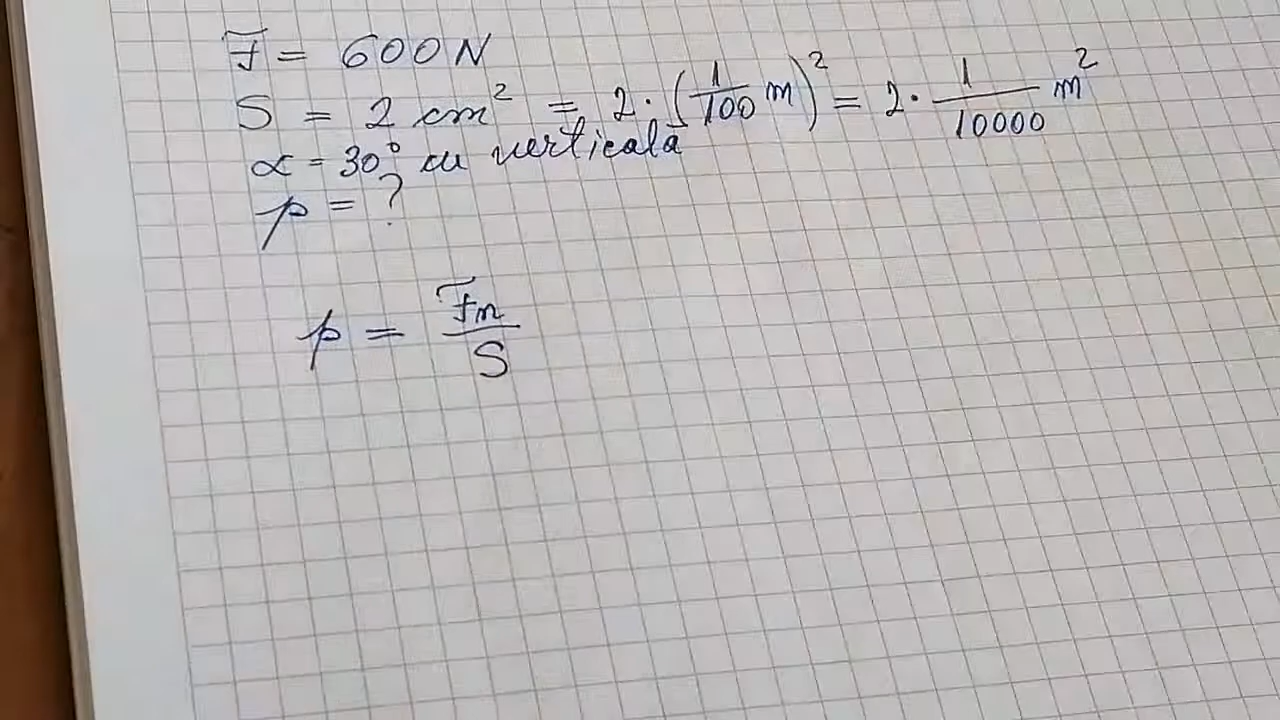 F = 600 N
S = 2 cm² = 2 · (1/100 m)² = 2 · 1/10000 m²
α = 30° cu verticala
p = ?
p = Fn/S